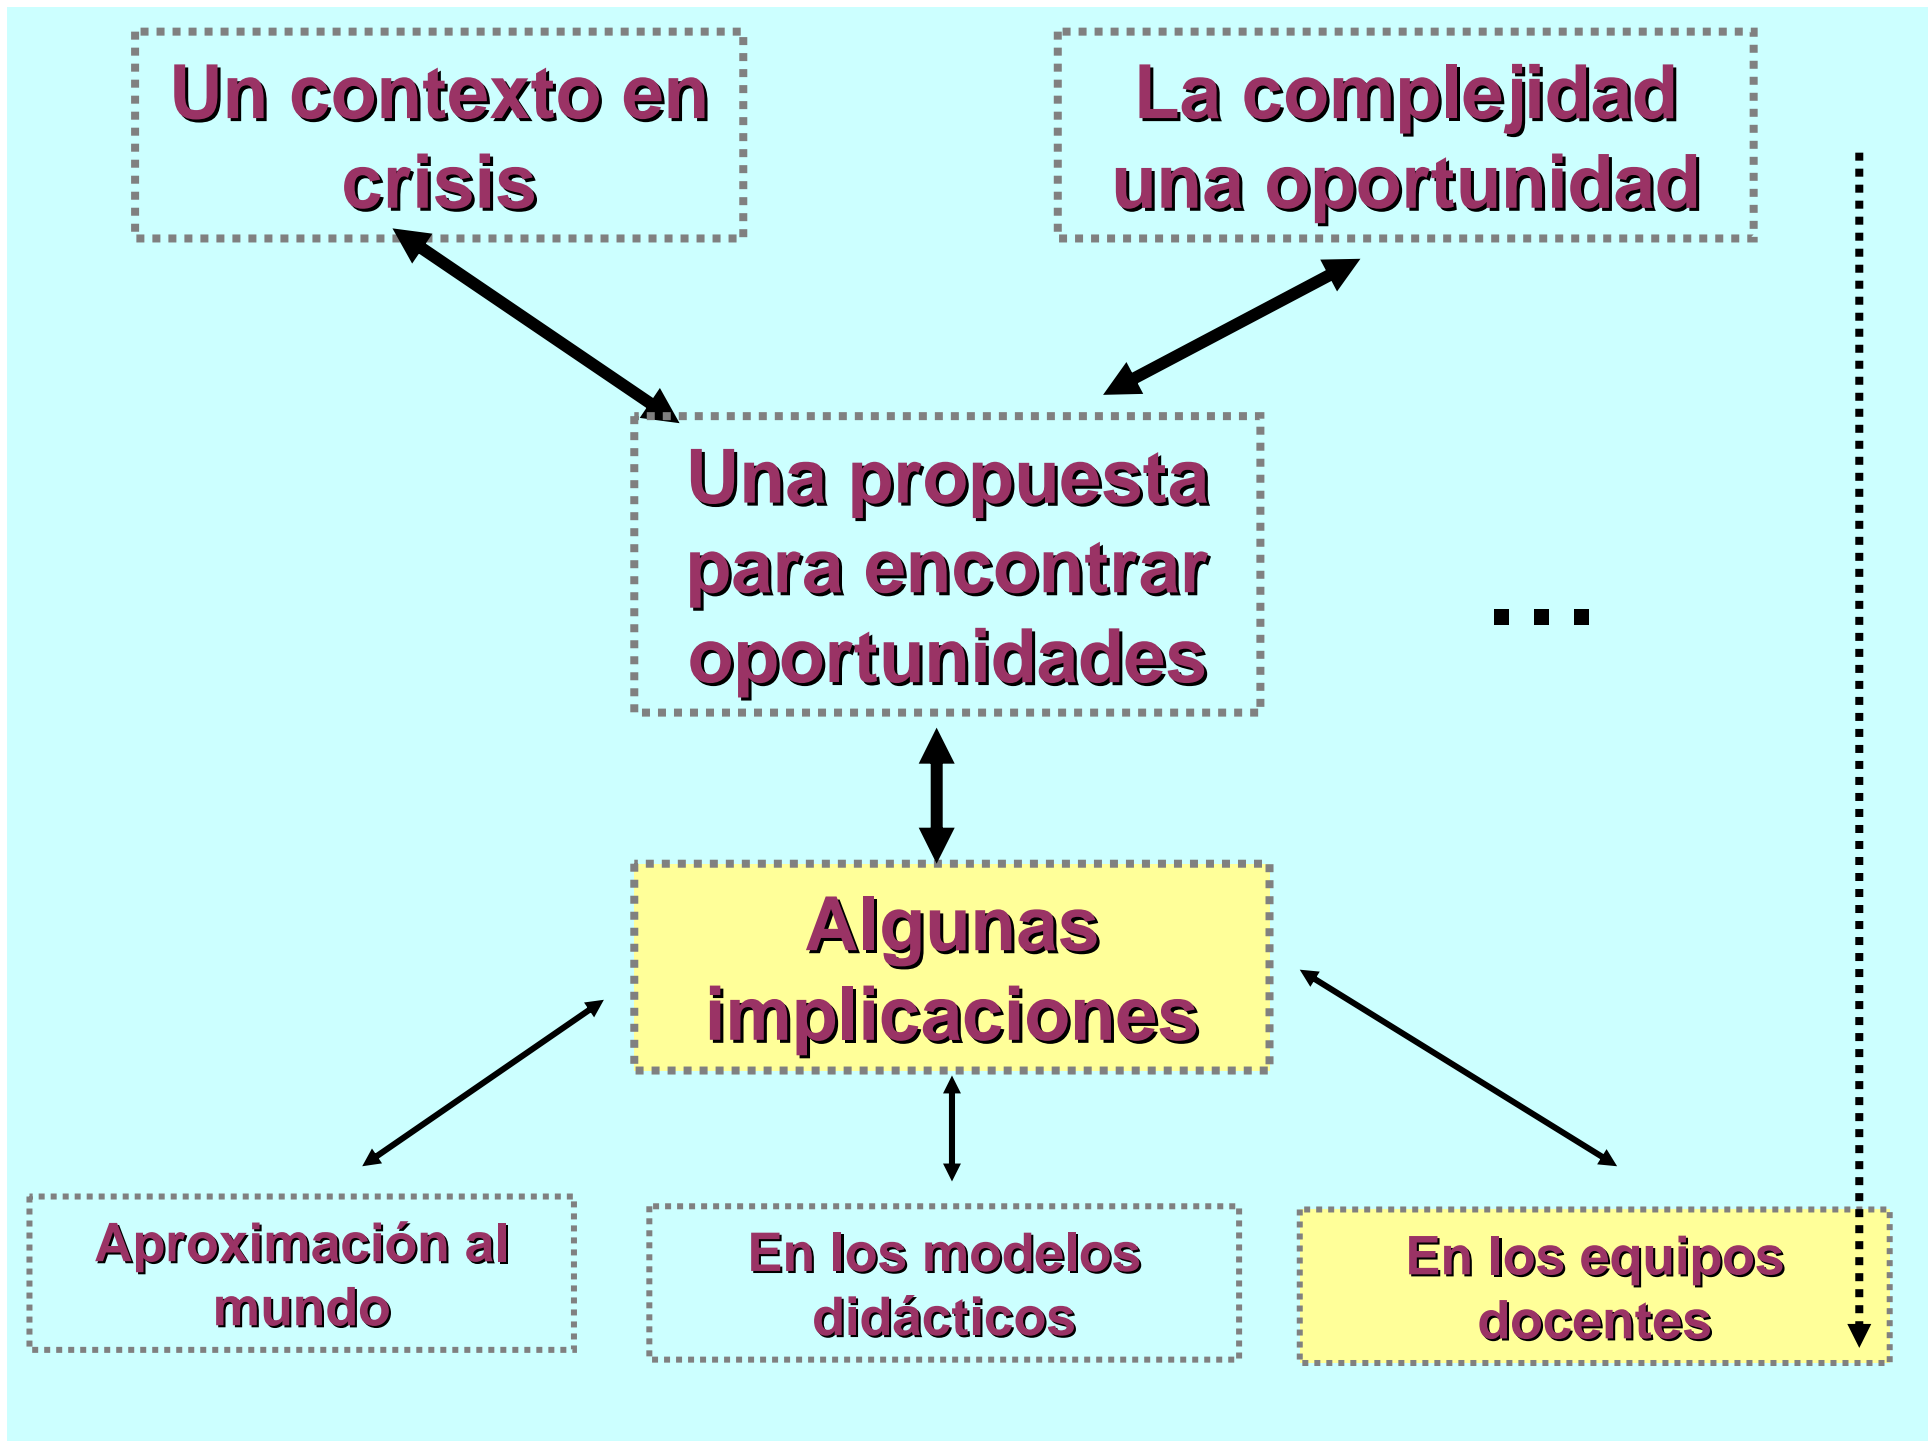 Un contexto en
crisis
La complejidad
una oportunidad
Una propuesta
para encontrar
oportunidades
...
Algunas
implicaciones
Aproximación al
mundo
En los modelos
didácticos
En los equipos
docentes